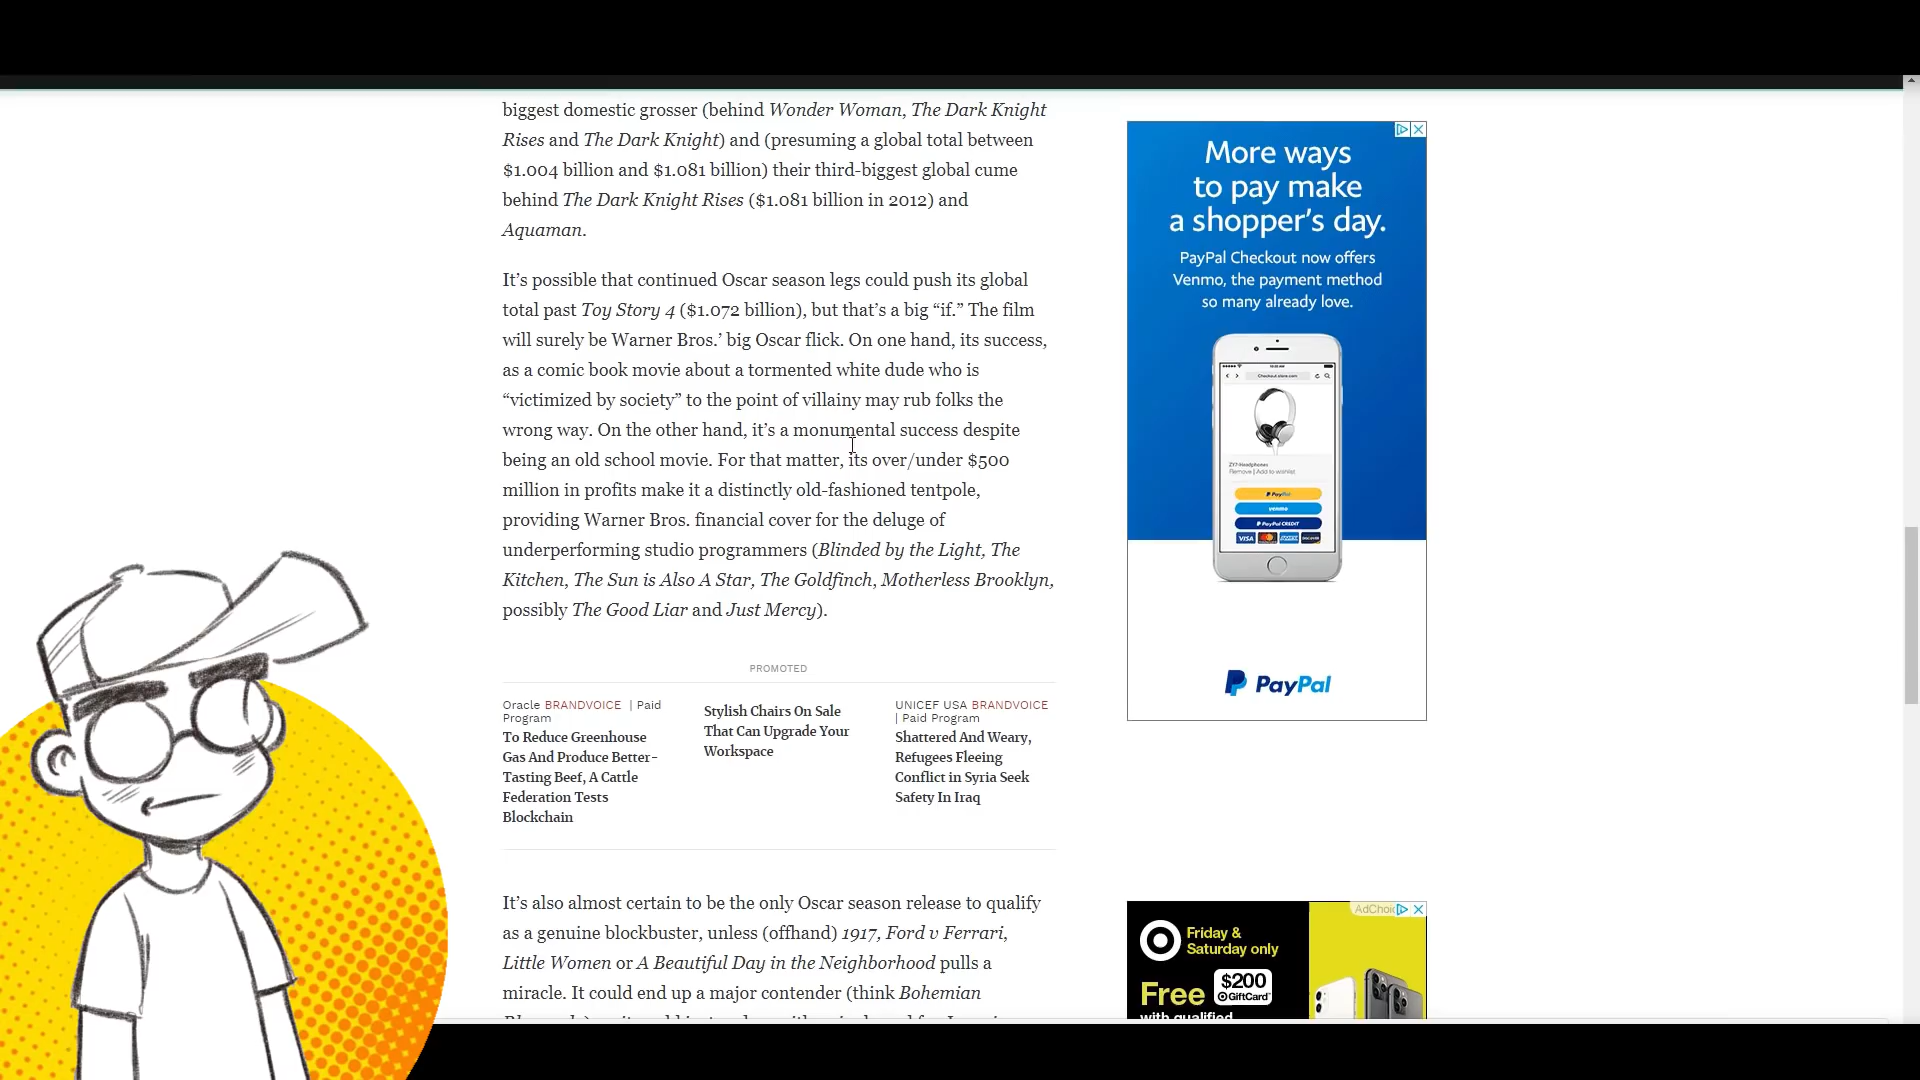 biggest domestic grosser (behind Wonder Woman, The Dark Knight
Rises and The Dark Knight) and (presuming a global total between
$1.004 billion and $1.081 billion) their third-biggest global cume
behind The Dark Knight Rises ($1.081 billion in 2012) and
Aquaman.
It’s possible that continued Oscar season legs could push its global
total past Toy Story 4 ($1.072 billion), but that’s a big “if.” The film
will surely be Warner Bros.’ big Oscar flick. On one hand, its success,
as a comic book movie about a tormented white dude who is
“victimized by society” to the point of villainy may rub folks the
wrong way. On the other hand, it’s a monumental success despite
being an old school movie. For that matter, its over/under $500
million in profits make it a distinctly old-fashioned tentpole,
providing Warner Bros. financial cover for the deluge of
underperforming studio programmers (Blinded by the Light, The
Kitchen, The Sun is Also A Star, The Goldfinch, Motherless Brooklyn,
possibly The Good Liar and Just Mercy).
PROMOTED
Oracle BRANDVOICE | Paid
Program
To Reduce Greenhouse
Gas And Produce Better-
Tasting Beef, A Cattle
Federation Tests
Blockchain
Stylish Chairs On Sale
That Can Upgrade Your
Workspace
UNICEF USA BRANDVOICE
| Paid Program
Shattered And Weary,
Refugees Fleeing
Conflict in Syria Seek
Safety In Iraq
It’s also almost certain to be the only Oscar season release to qualify
as a genuine blockbuster, unless (offhand) 1917, Ford v Ferrari,
Little Women or A Beautiful Day in the Neighborhood pulls a
miracle. It could end up a major contender (think Bohemian
More ways
to pay make
a shopper’s day.
PayPal Checkout now offers
Venmo, the payment method
so many already love.
ZY7-Headphones
Remove | Add to wishlist
PayPal
venmo
PayPal CREDIT
VISA
PayPal
AdChoic
Friday &
Saturday only
Free
$200
GiftCard
with qualified